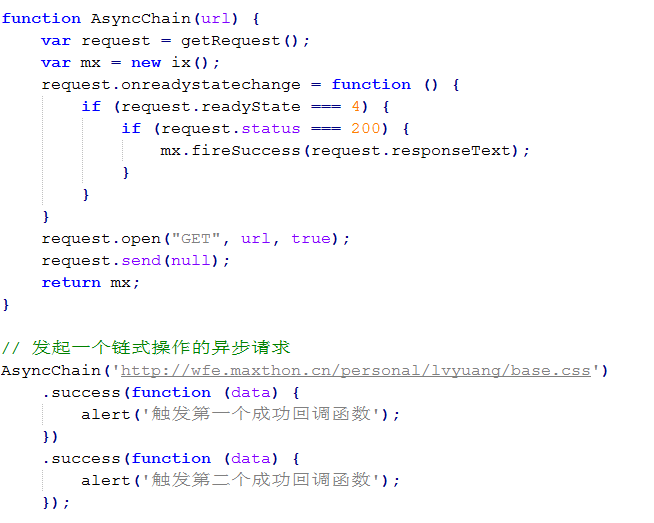 function AsyncChain(url) {
    var request = getRequest();
    var mx = new ix();
    request.onreadystatechange = function () {
        if (request.readyState === 4) {
            if (request.status === 200) {
                mx.fireSuccess(request.responseText);
            }
        }
    }
    request.open("GET", url, true);
    request.send(null);
    return mx;
}

// 发起一个链式操作的异步请求
AsyncChain('http://wfe.maxthon.cn/personal/lvyuang/base.css')
    .success(function (data) {
        alert('触发第一个成功回调函数');
    })
    .success(function (data) {
        alert('触发第二个成功回调函数');
    });